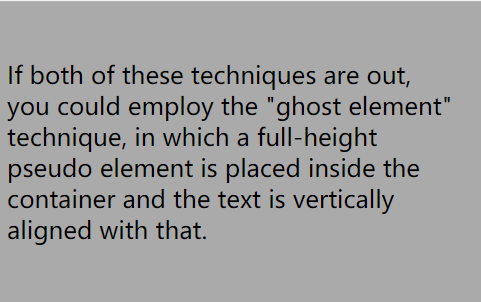 If both of these techniques are out,
you could employ the "ghost element"
technique, in which a full-height
pseudo element is placed inside the
container and the text is vertically
aligned with that.